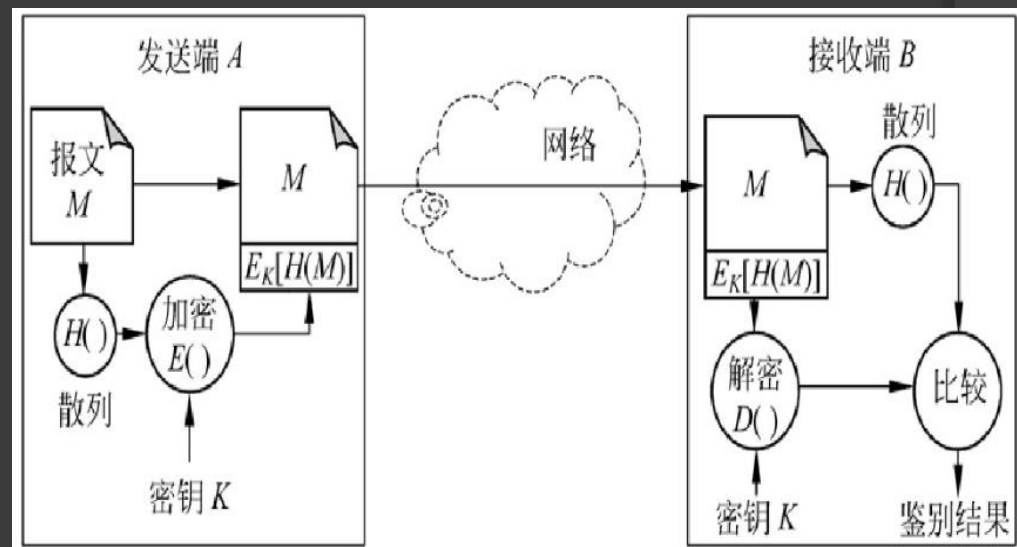 发送端 A
报文
M
M
E_K[H(M)]
H( )
散列
加密
E( )
密钥 K
网络
接收端 B
M
E_K[H(M)]
散列
H( )
解密
D( )
比较
密钥 K
鉴别结果